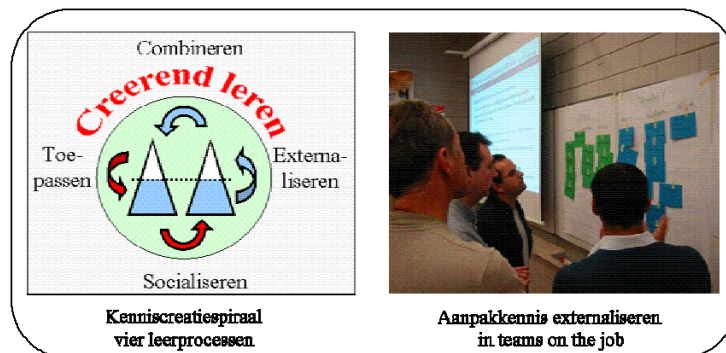 Combineren
Creerend leren
Toe-
passen
Externa-
liseren
Socialiseren
Kenniscreatiespiraal
vier leerprocessen
Aanpakkennis externaliseren
in teams on the job